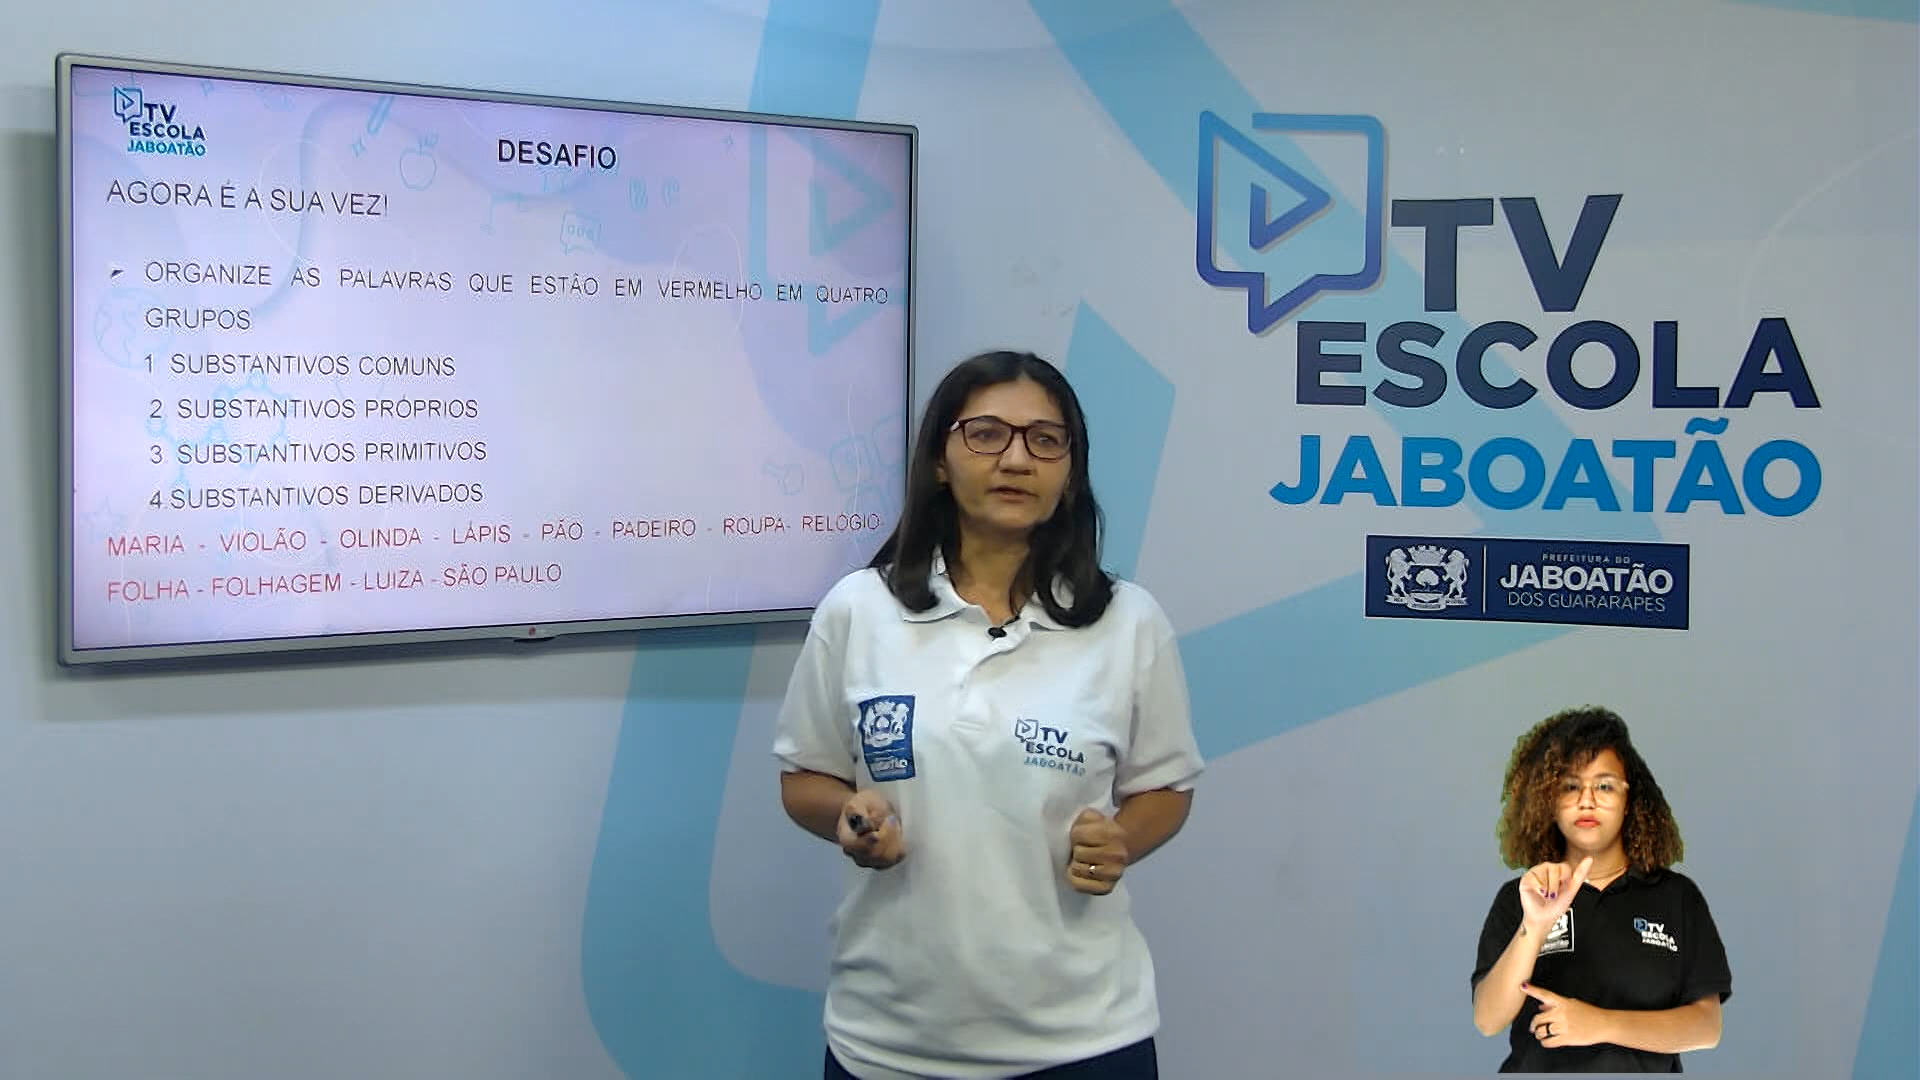 TV
ESCOLA
JABOATÃO
DESAFIO
AGORA É A SUA VEZ!
ORGANIZE AS PALAVRAS QUE ESTÃO EM VERMELHO EM QUATRO
GRUPOS
1 SUBSTANTIVOS COMUNS
2 SUBSTANTIVOS PRÓPRIOS
3 SUBSTANTIVOS PRIMITIVOS
4 SUBSTANTIVOS DERIVADOS
MARIA - VIOLÃO - OLINDA - LÁPIS - PÃO - PADEIRO - ROUPA- RELÓGIO-
FOLHA - FOLHAGEM - LUIZA - SÃO PAULO
TV
ESCOLA
JABOATÃO
PREFEITURA DO
JABOATÃO
DOS GUARARAPES
TV
ESCOLA
JABOATÃO
TV
ESCOLA
JABOATÃO